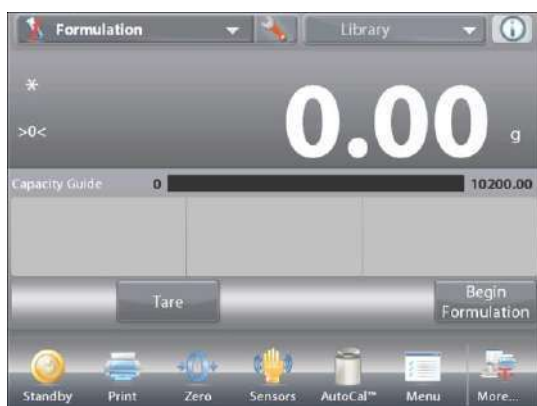 Formulation
Library
*
>0<
0.00 g
Capacity Guide 0 10200.00
Tare
Begin
Formulation
Standby Print Zero Sensors AutoCal™ Menu More...